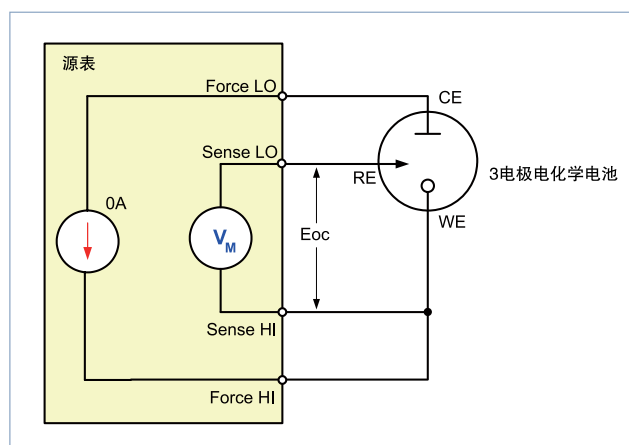 源表
Force LO
CE
Sense LO
RE
3电极电化学电池
0A
WE
VM
Eoc
Sense HI
Force HI